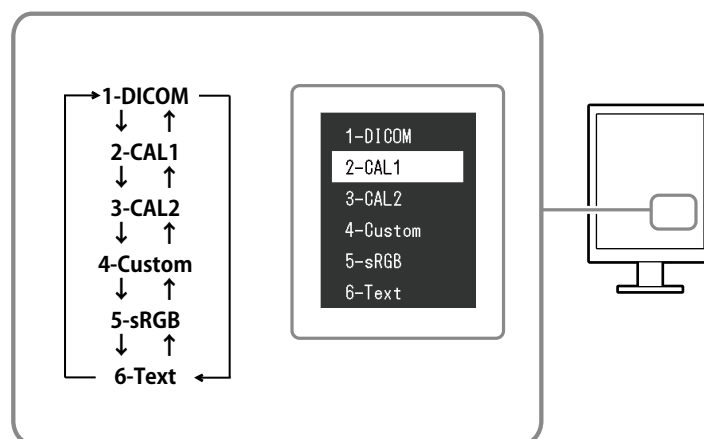 1-DICOM
2-CAL1
3-CAL2
4-Custom
5-sRGB
6-Text
1-DICOM
2-CAL1
3-CAL2
4-Custom
5-sRGB
6-Text